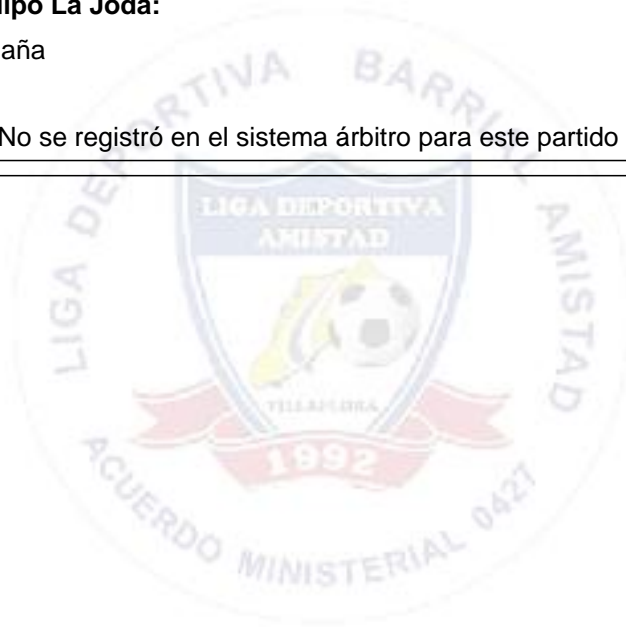 ipo La Joda:
aña
No se registró en el sistema árbitro para este partido
LIGA DEPORTIVA BARRIAL AMISTAD
LIGA DEPORTIVA
AMISTAD
VILLAFLORA
1992
ACUERDO MINISTERIAL 0427